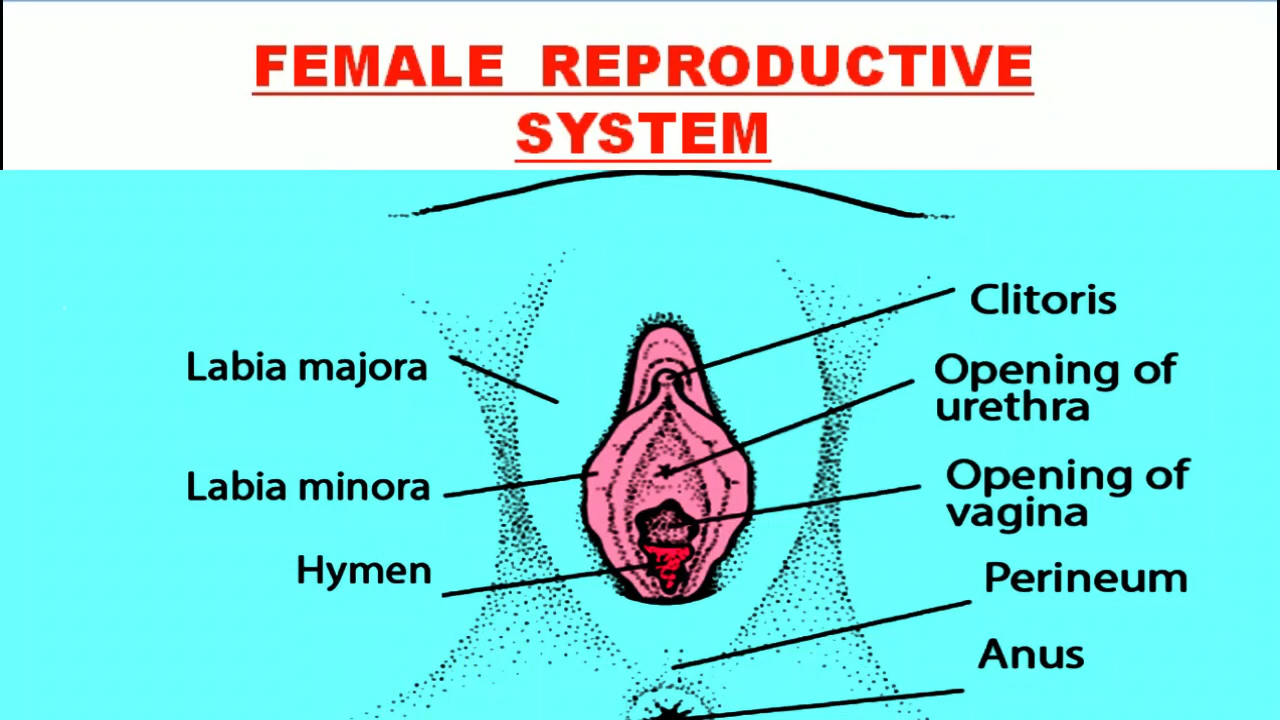 FEMALE REPRODUCTIVE
SYSTEM
Clitoris
Labia majora
Opening of
urethra
Labia minora
Opening of
vagina
Hymen
Perineum
Anus